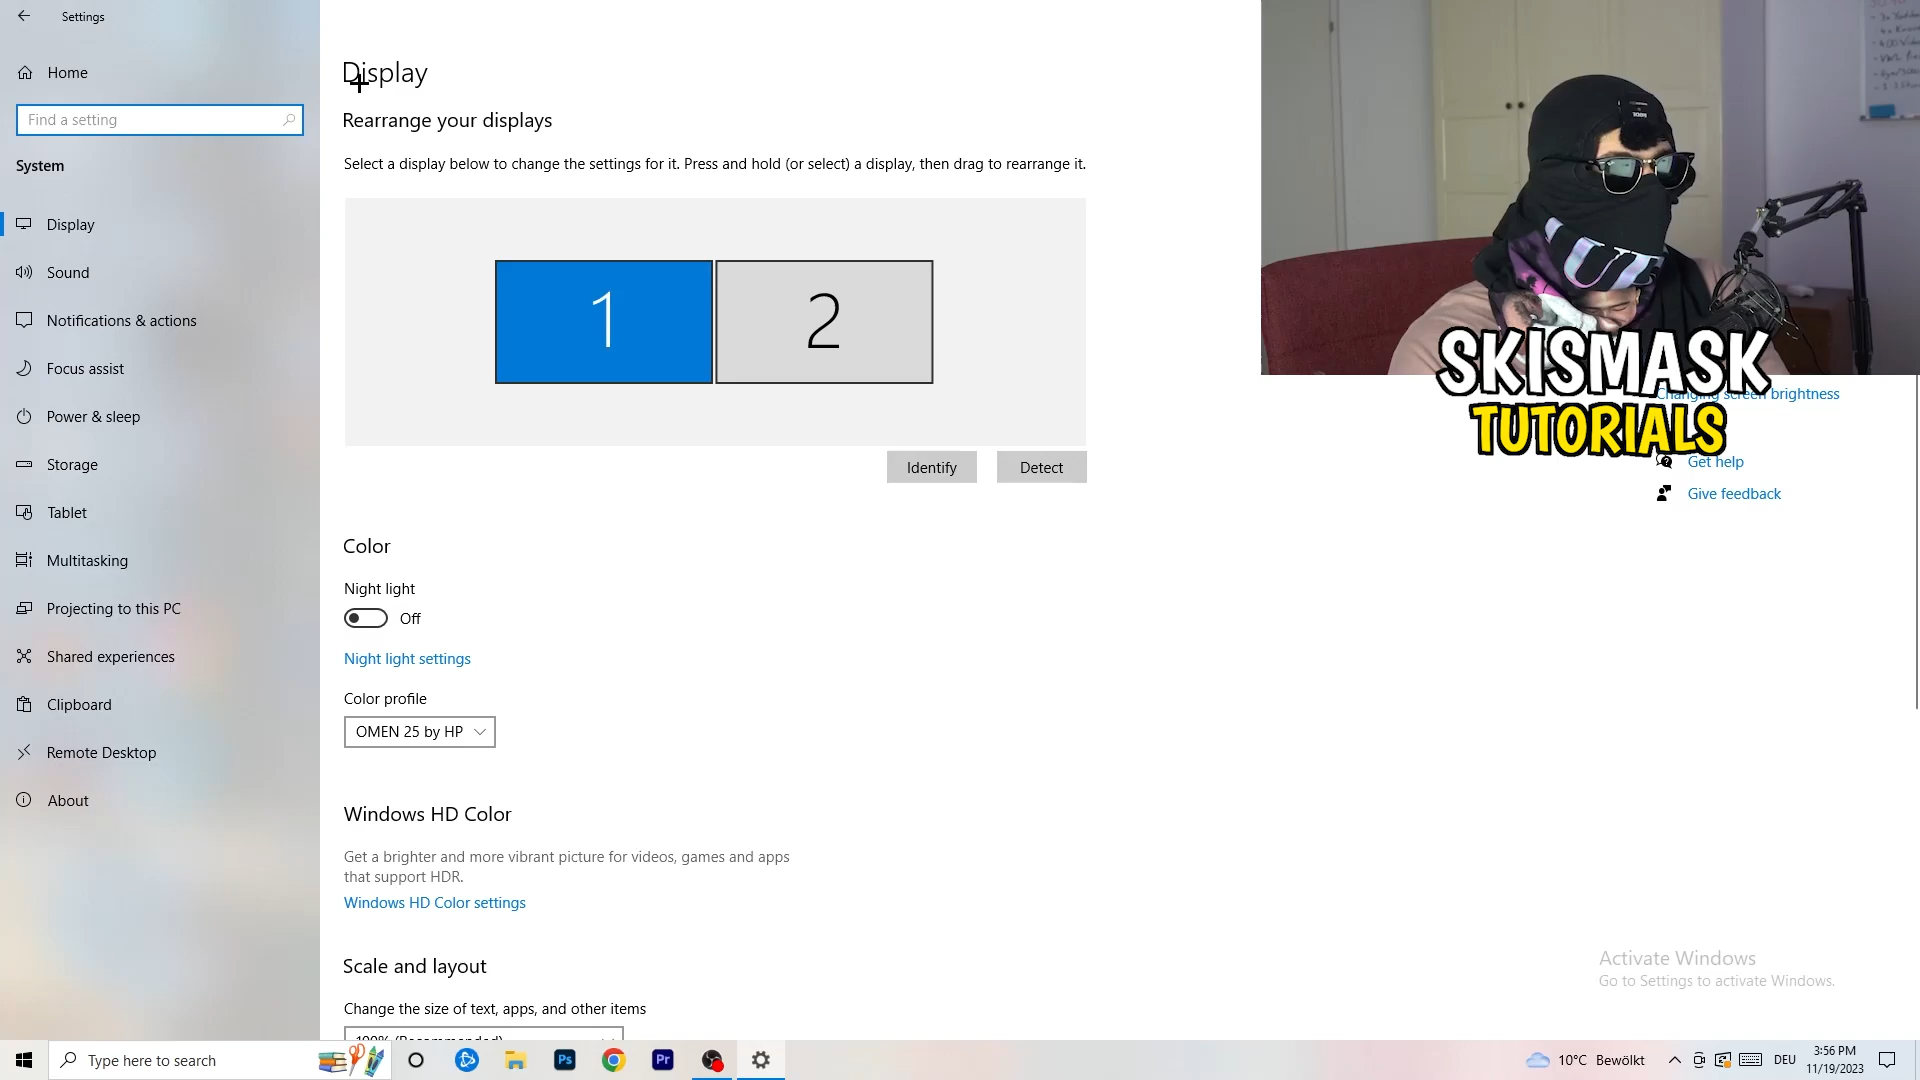 Settings
Home
Find a setting
System
Display
Sound
Notifications & actions
Focus assist
Power & sleep
Storage
Tablet
Multitasking
Projecting to this PC
Shared experiences
Clipboard
Remote Desktop
About
Display
Rearrange your displays
Select a display below to change the settings for it. Press and hold (or select) a display, then drag to rearrange it.
1
2
Identify
Detect
Color
Night light
Off
Night light settings
Color profile
OMEN 25 by HP
Windows HD Color
Get a brighter and more vibrant picture for videos, games and apps
that support HDR.
Windows HD Color settings
Scale and layout
Change the size of text, apps, and other items
100% (Recommended)
SKISMASK
TUTORIALS
Changing screen brightness
Get help
Give feedback
Activate Windows
Go to Settings to activate Windows.
Type here to search
Ps
Pr
10°C Bewölkt
DEU
3:56 PM
11/19/2023